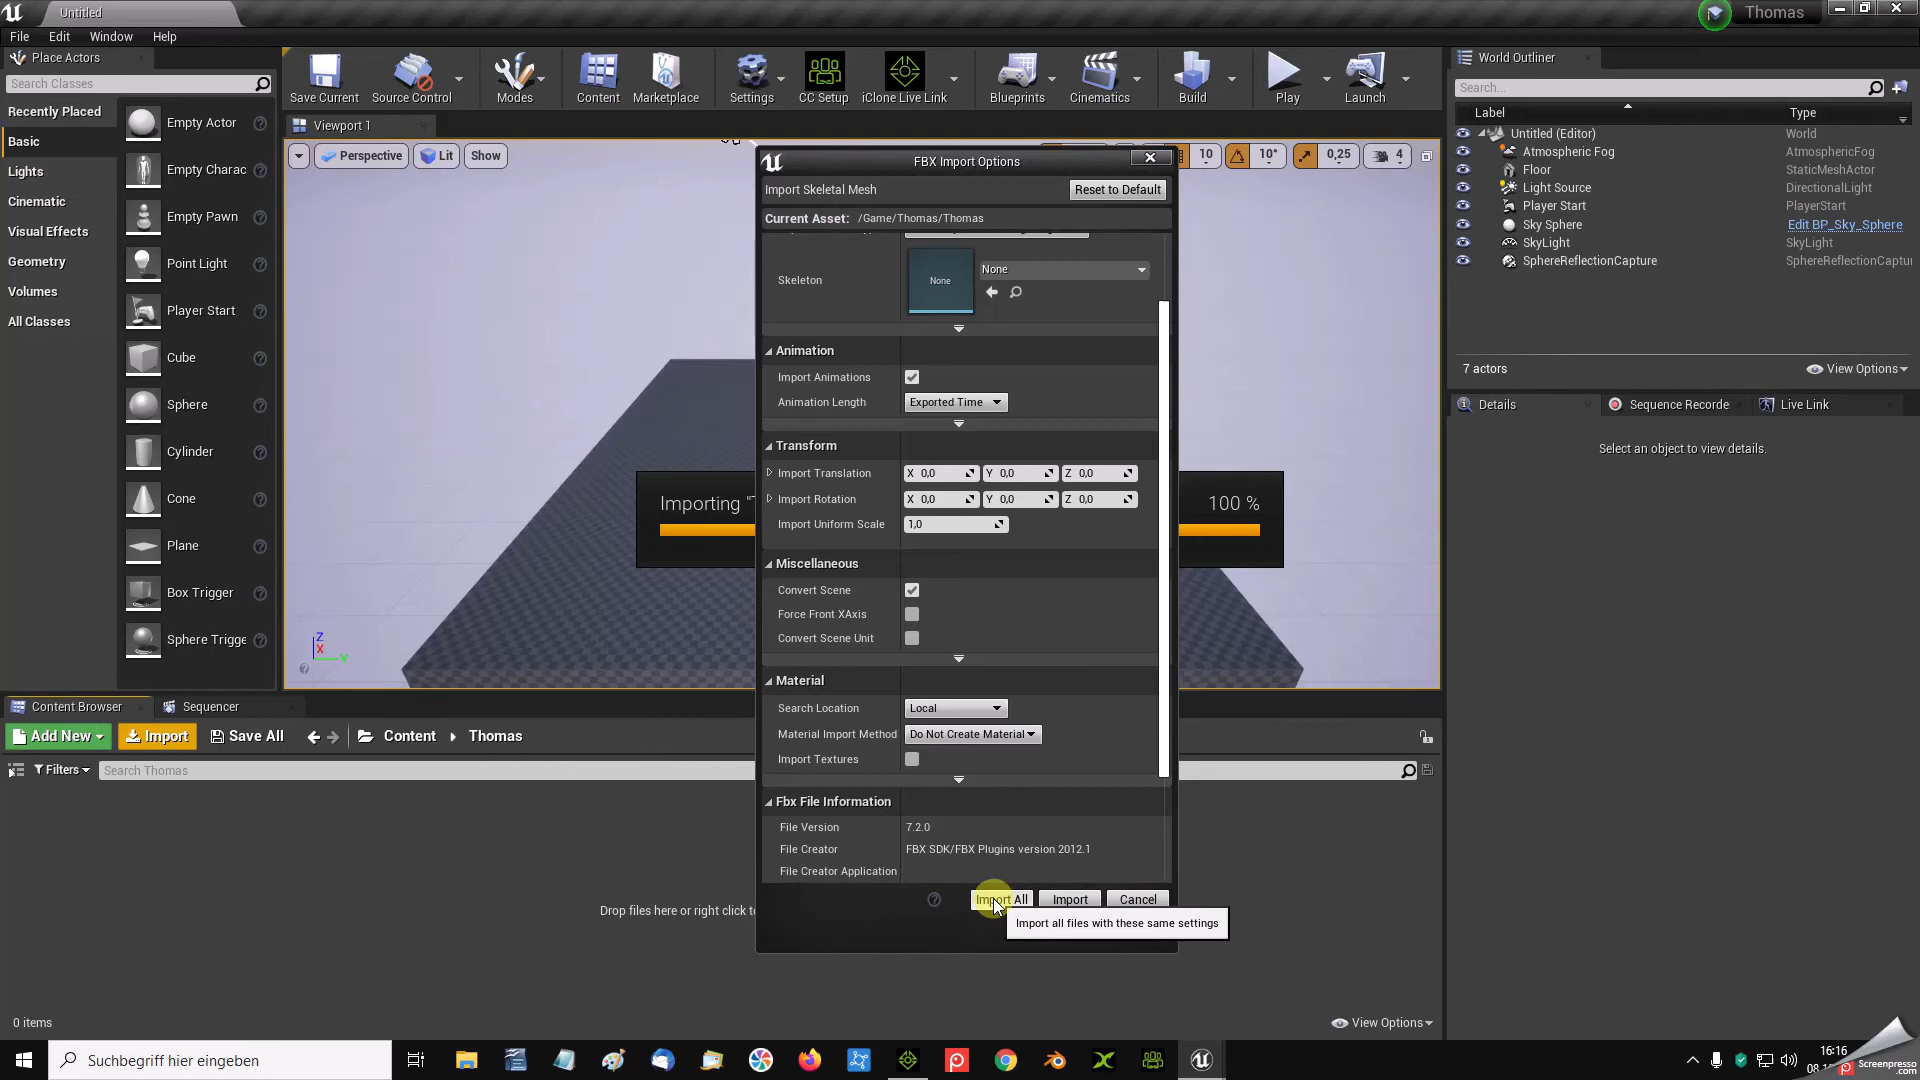 Untitled
Thomas
File Edit Window Help
Place Actors
Search Classes
Recently Placed
Basic
Lights
Cinematic
Visual Effects
Geometry
Volumes
All Classes
Empty Actor
Empty Charac
Empty Pawn
Point Light
Player Start
Cube
Sphere
Cylinder
Cone
Plane
Box Trigger
Sphere Trigge
Save Current
Source Control
Modes
Content
Marketplace
Settings
CC Setup
iClone Live Link
Blueprints
Cinematics
Build
Play
Launch
Viewport 1
Perspective
Lit
Show
10
10°
0,25
4
Z
X
Y
Importing "T
100 %
FBX Import Options
Import Skeletal Mesh
Reset to Default
Current Asset: /Game/Thomas/Thomas
Skeleton
None
None
Animation
Import Animations
Animation Length Exported Time
Transform
Import Translation X 0,0 Y 0,0 Z 0,0
Import Rotation X 0,0 Y 0,0 Z 0,0
Import Uniform Scale 1,0
Miscellaneous
Convert Scene
Force Front XAxis
Convert Scene Unit
Material
Search Location Local
Material Import Method Do Not Create Material
Import Textures
Fbx File Information
File Version 7.2.0
File Creator FBX SDK/FBX Plugins version 2012.1
File Creator Application
Import All Import Cancel
Import all files with these same settings
World Outliner
Search...
Label Type
Untitled (Editor) World
Atmospheric Fog AtmosphericFog
Floor StaticMeshActor
Light Source DirectionalLight
Player Start PlayerStart
Sky Sphere Edit BP_Sky_Sphere
SkyLight SkyLight
SphereReflectionCapture SphereReflectionCaptur
7 actors View Options
Details
Sequence Recorde
Live Link
Select an object to view details.
Content Browser
Sequencer
Add New Import Save All Content Thomas
Filters Search Thomas
Drop files here or right click to
0 items
View Options
Suchbegriff hier eingeben
16:16
Screenpresso
.com